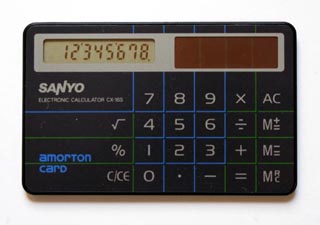 12345678.
SANYO
ELECTRONIC CALCULATOR CX-165
7 8 9 × AC
√ 4 5 6 ÷ M±
amorton
card
% 1 2 3 + M=
C/CE 0 · − = MRC